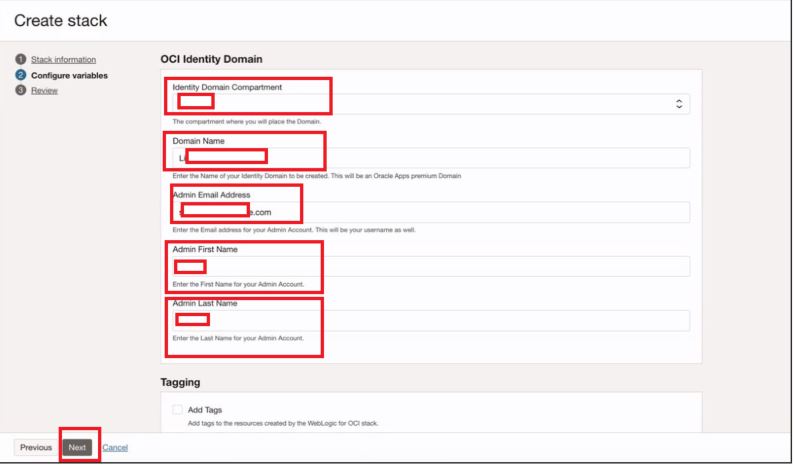 Create stack
1 Stack information
2 Configure variables
3 Review
OCI Identity Domain
Identity Domain Compartment
The compartment where you will place the Domain.
Domain Name
Enter the Name of your Identity Domain to be created. This will be an Oracle Apps premium Domain
Admin Email Address
e.com
Enter the Email address for your Admin Account. This will be your username as well.
Admin First Name
Enter the First Name for your Admin Account.
Admin Last Name
Enter the Last Name for your Admin Account.
Tagging
Add Tags
Add tags to the resources created by the WebLogic for OCI stack.
Previous Next Cancel